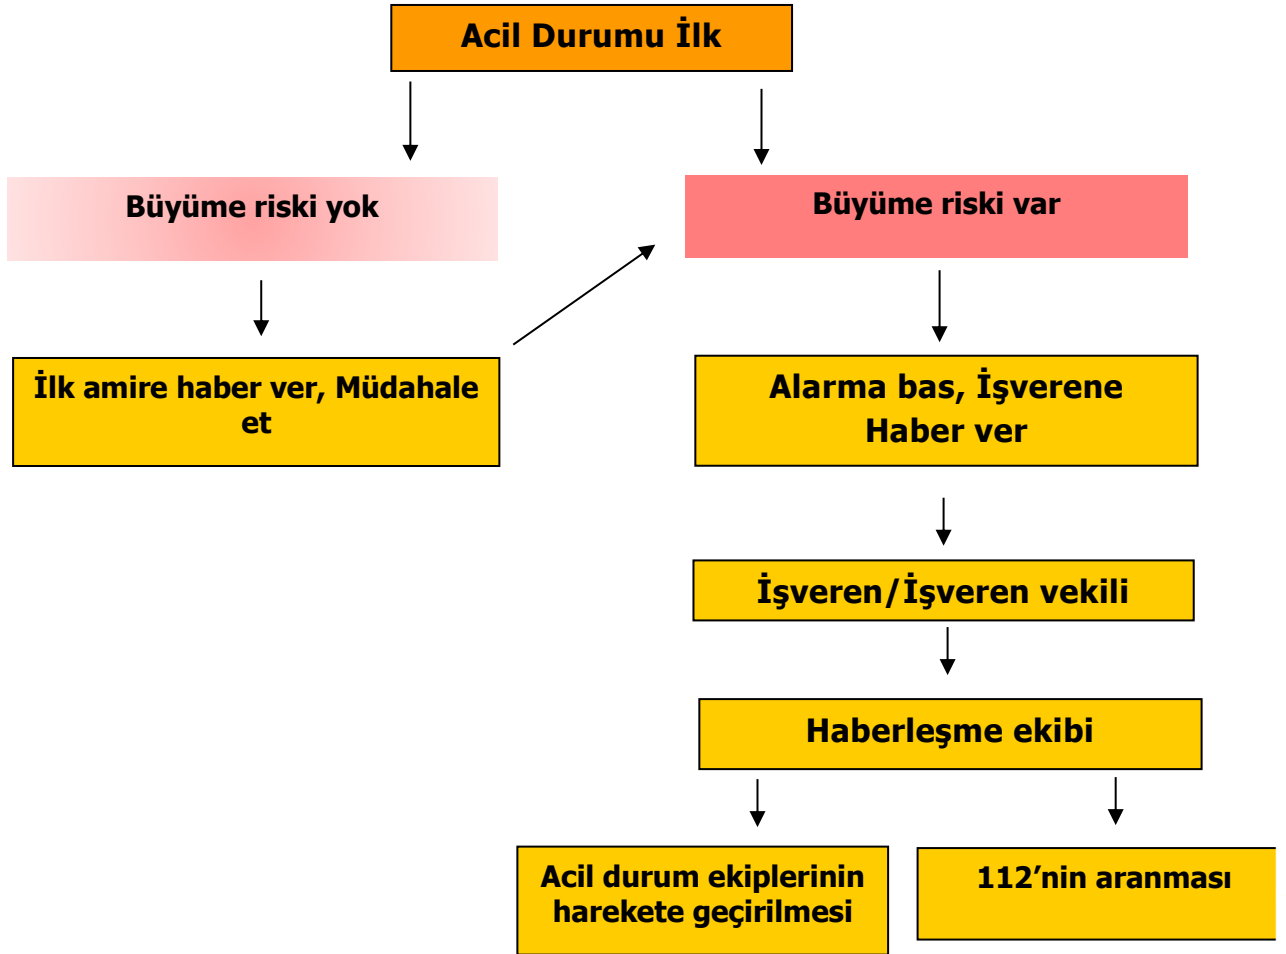 Acil Durumu İlk
Büyüme riski yok
Büyüme riski var
İlk amire haber ver, Müdahale
et
Alarma bas, İşverene
Haber ver
İşveren/İşveren vekili
Haberleşme ekibi
Acil durum ekiplerinin
harekete geçirilmesi
112’nin aranması